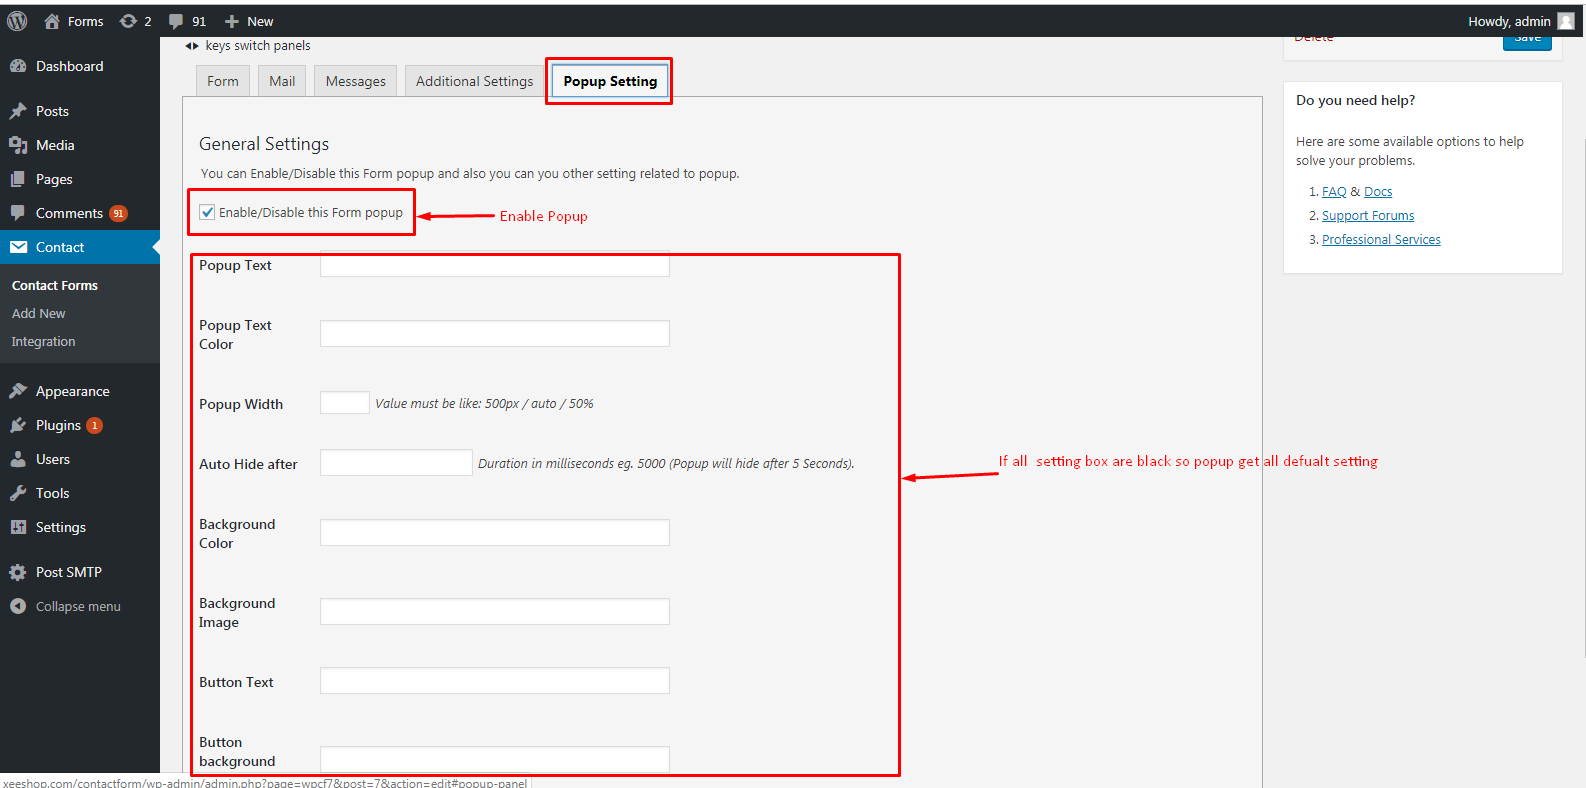 Forms 2 91 New Howdy, admin
keys switch panels
Delete Save
Dashboard
Posts
Media
Pages
Comments 91
Contact
Contact Forms
Add New
Integration
Appearance
Plugins 1
Users
Tools
Settings
Post SMTP
Collapse menu
Form Mail Messages Additional Settings Popup Setting
General Settings
You can Enable/Disable this Form popup and also you can you other setting related to popup.
Enable/Disable this Form popup
Enable Popup
Popup Text
Popup Text
Color
Popup Width Value must be like: 500px / auto / 50%
Auto Hide after Duration in milliseconds eg. 5000 (Popup will hide after 5 Seconds).
If all setting box are black so popup get all defualt setting
Background
Color
Background
Image
Button Text
Button
background
Do you need help?
Here are some available options to help
solve your problems.
1. FAQ & Docs
2. Support Forums
3. Professional Services
xeeshop.com/contactform/wp-admin/admin.php?page=wpcf7&post=7&action=edit#popup-panel